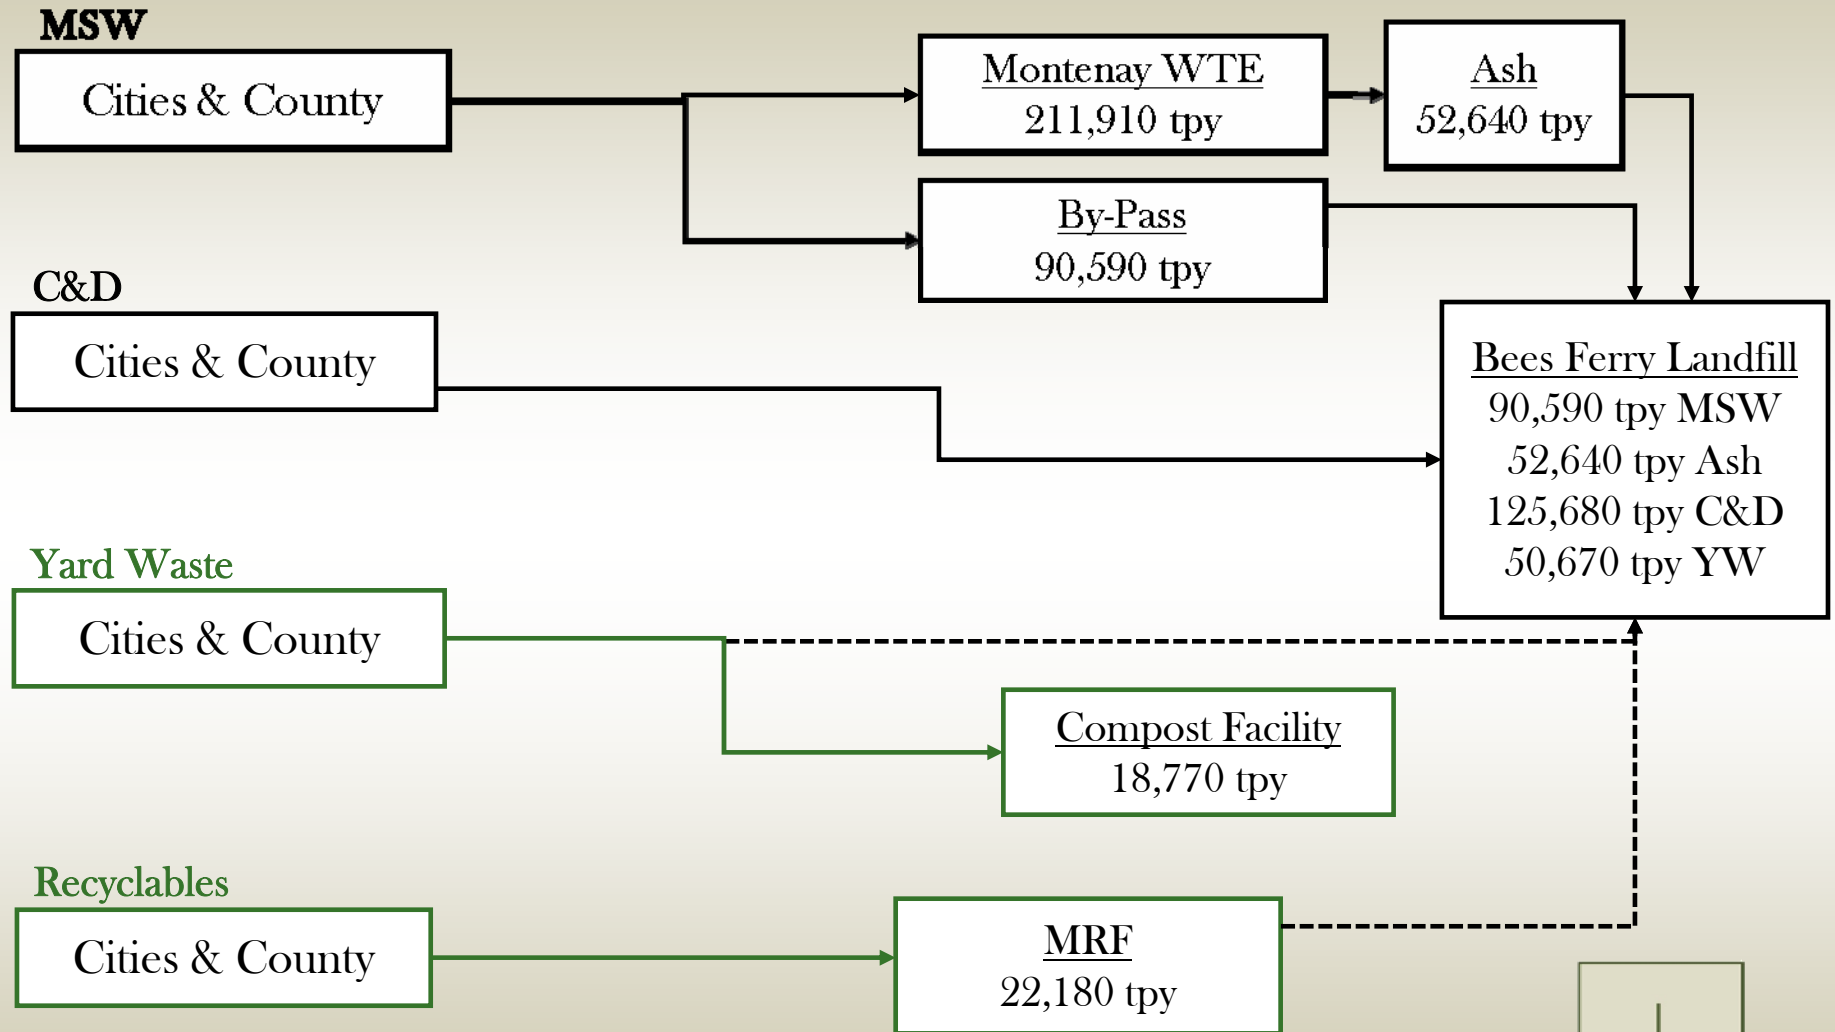 MSW
Cities & County
Montenay WTE
211,910 tpy
Ash
52,640 tpy
By-Pass
90,590 tpy
C&D
Cities & County
Bees Ferry Landfill
90,590 tpy MSW
52,640 tpy Ash
125,680 tpy C&D
50,670 tpy YW
Yard Waste
Cities & County
Compost Facility
18,770 tpy
Recyclables
Cities & County
MRF
22,180 tpy